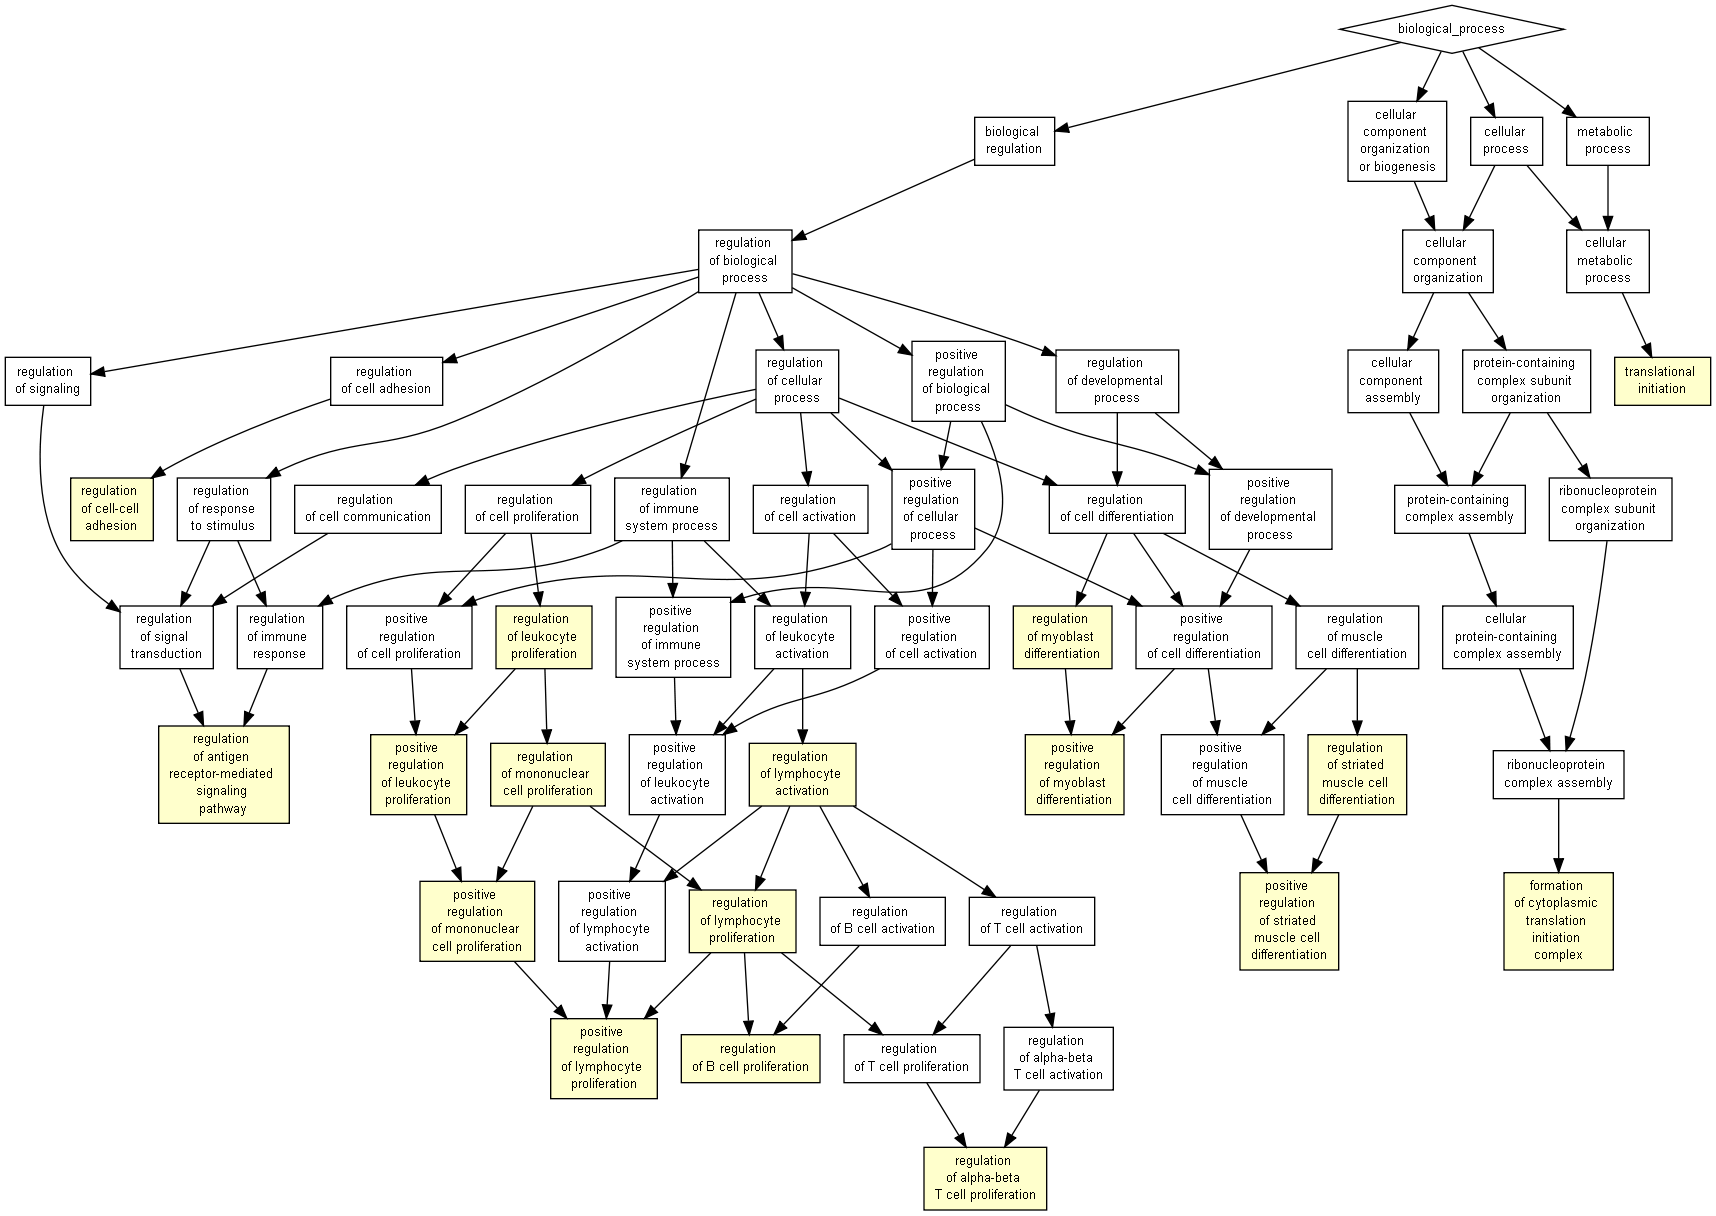 biological_process
cellular
component
organization
or biogenesis
biological
regulation
cellular
process
metabolic
process
regulation
of biological
process
cellular
component
organization
cellular
metabolic
process
regulation
of signaling
regulation
of cell adhesion
regulation
of cellular
process
positive
regulation
of biological
process
regulation
of developmental
process
cellular
component
assembly
protein-containing
complex subunit
organization
translational
initiation
regulation
of cell-cell
adhesion
regulation
of response
to stimulus
regulation
of cell communication
regulation
of cell proliferation
regulation
of immune
system process
regulation
of cell activation
positive
regulation
of cellular
process
regulation
of cell differentiation
positive
regulation
of developmental
process
protein-containing
complex assembly
ribonucleoprotein
complex subunit
organization
regulation
of signal
transduction
regulation
of immune
response
positive
regulation
of cell proliferation
regulation
of leukocyte
proliferation
positive
regulation
of immune
system process
regulation
of leukocyte
activation
positive
regulation
of cell activation
regulation
of myoblast
differentiation
positive
regulation
of cell differentiation
regulation
of muscle
cell differentiation
cellular
protein-containing
complex assembly
regulation
of antigen
receptor-mediated
signaling
pathway
positive
regulation
of leukocyte
proliferation
regulation
of mononuclear
cell proliferation
positive
regulation
of leukocyte
activation
regulation
of lymphocyte
activation
positive
regulation
of myoblast
differentiation
positive
regulation
of muscle
cell differentiation
regulation
of striated
muscle cell
differentiation
ribonucleoprotein
complex assembly
positive
regulation
of mononuclear
cell proliferation
positive
regulation
of lymphocyte
activation
regulation
of lymphocyte
proliferation
regulation
of B cell activation
regulation
of T cell activation
positive
regulation
of striated
muscle cell
differentiation
formation
of cytoplasmic
translation
initiation
complex
positive
regulation
of lymphocyte
proliferation
regulation
of B cell proliferation
regulation
of T cell proliferation
regulation
of alpha-beta
T cell activation
regulation
of alpha-beta
T cell proliferation